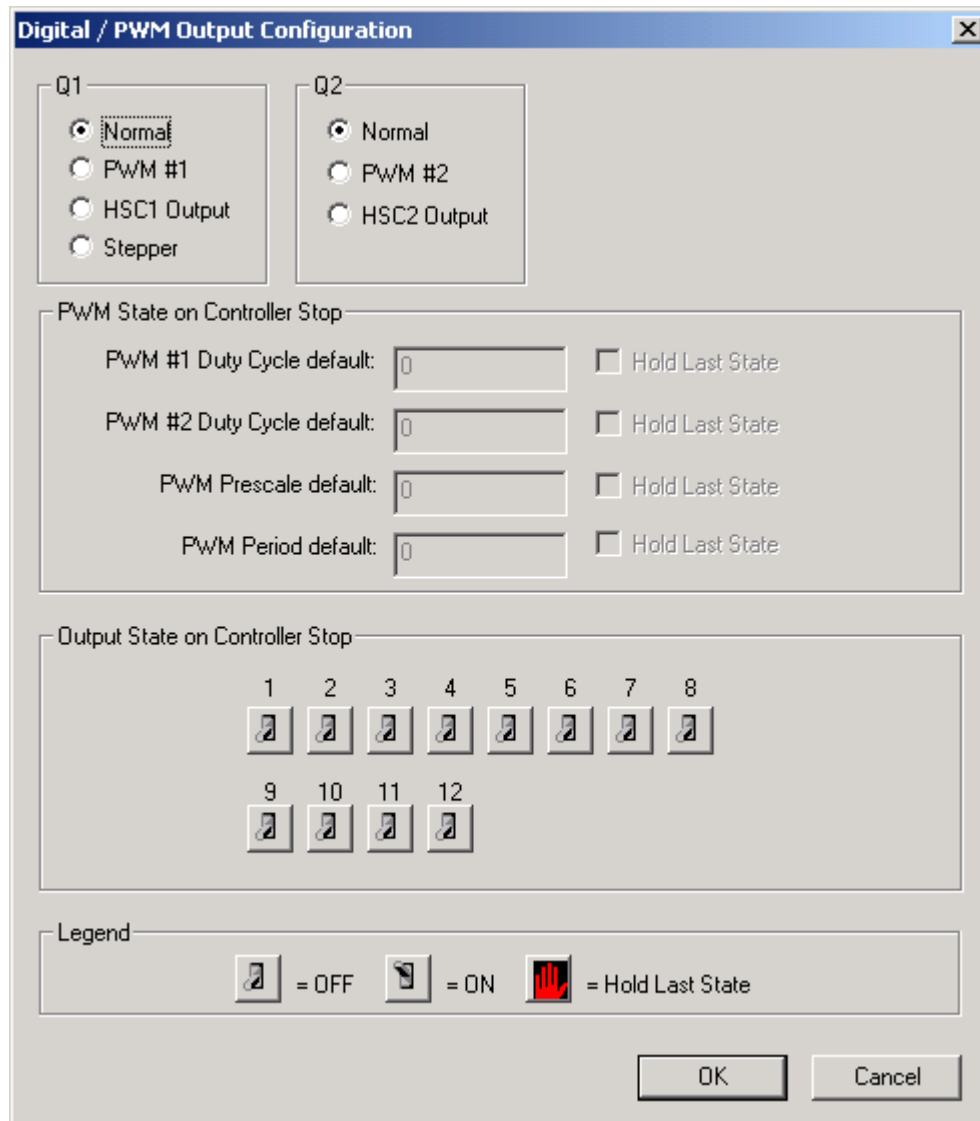 Digital / PWM Output Configuration
Q1
Normal
PWM #1
HSC1 Output
Stepper
Q2
Normal
PWM #2
HSC2 Output
PWM State on Controller Stop
PWM #1 Duty Cycle default: 0 Hold Last State
PWM #2 Duty Cycle default: 0 Hold Last State
PWM Prescale default: 0 Hold Last State
PWM Period default: 0 Hold Last State
Output State on Controller Stop
1 2 3 4 5 6 7 8
9 10 11 12
Legend
= OFF = ON = Hold Last State
OK Cancel